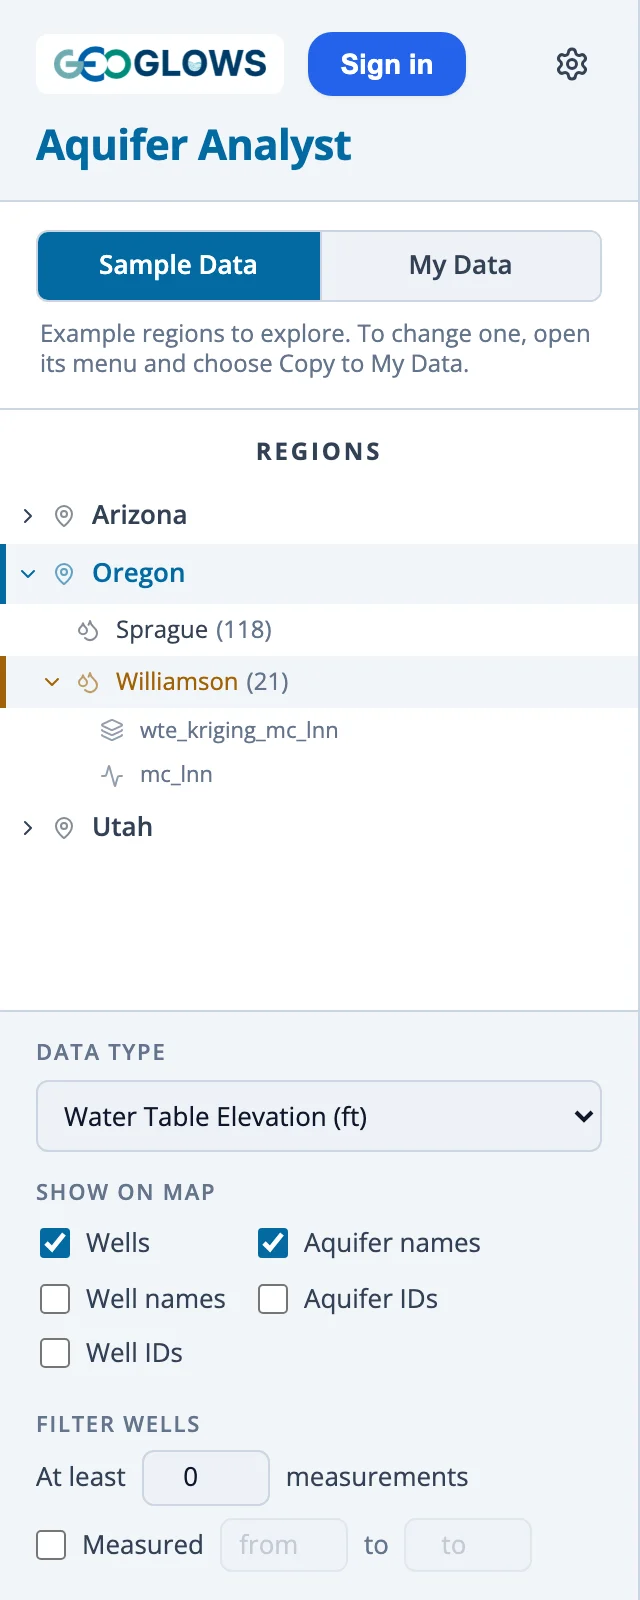 GEOGLOWS
Sign in
Aquifer Analyst
Sample Data
My Data
Example regions to explore. To change one, open
its menu and choose Copy to My Data.
REGIONS
Arizona
Oregon
Sprague (118)
Williamson (21)
wte_kriging_mc_lnn
mc_lnn
Utah
DATA TYPE
Water Table Elevation (ft)
SHOW ON MAP
Wells
Aquifer names
Well names
Aquifer IDs
Well IDs
FILTER WELLS
At least 0 measurements
Measured from to to